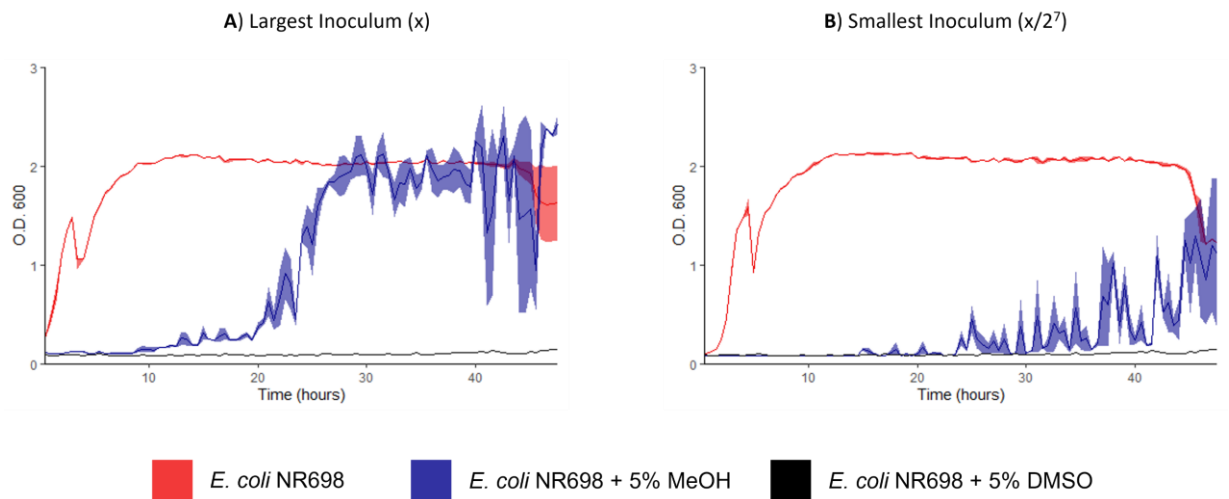 A) Largest Inoculum (x)
B) Smallest Inoculum (x/2⁷)
3
2
1
0
O.D. 600
10
20
30
40
Time (hours)
3
2
1
0
O.D. 600
10
20
30
40
Time (hours)
E. coli NR698
E. coli NR698 + 5% MeOH
E. coli NR698 + 5% DMSO